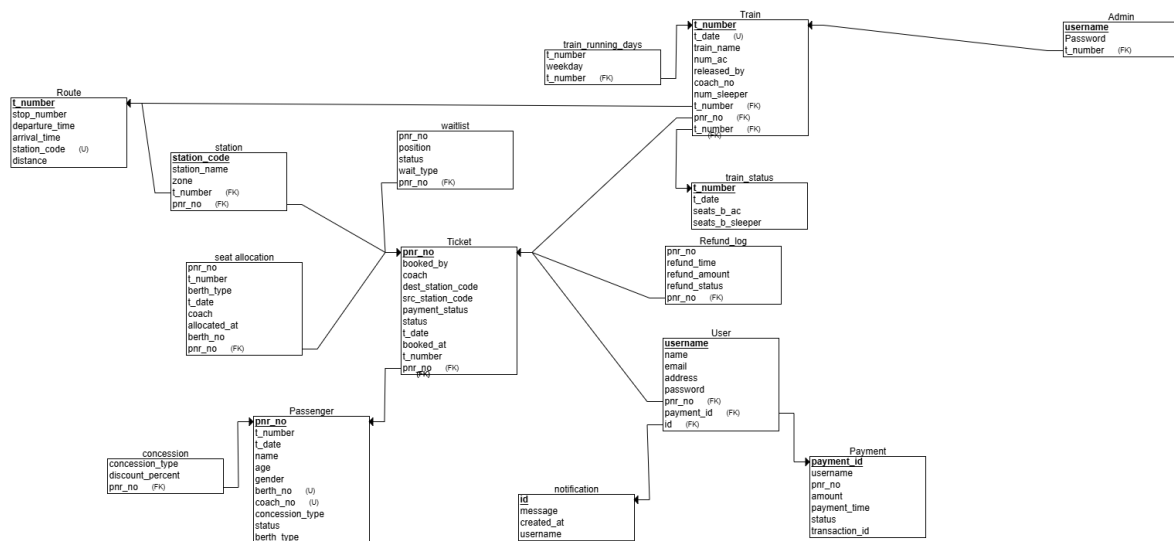 Train
t_number
t_date (U)
train_name
num_ac
released_by
coach_no
num_sleeper
t_number (FK)
pnr_no (FK)
t_number (FK)
(FK)
Admin
username
Password
t_number (FK)
train_running_days
t_number
weekday
t_number (FK)
Route
t_number
stop_number
departure_time
arrival_time
station_code (U)
distance
waitlist
pnr_no
position
status
wait_type
pnr_no (FK)
station
station_code
station_name
zone
t_number (FK)
pnr_no (FK)
train_status
t_number
t_date
seats_b_ac
seats_b_sleeper
Ticket
pnr_no
booked_by
coach
dest_station_code
src_station_code
payment_status
status
t_date
booked_at
t_number
pnr_no (FK)
(FK)
Refund_log
pnr_no
refund_time
refund_amount
refund_status
pnr_no (FK)
seat allocation
pnr_no
t_number
berth_type
t_date
coach
allocated_at
berth_no
pnr_no (FK)
User
username
name
email
address
password
pnr_no (FK)
payment_id (FK)
id (FK)
Passenger
pnr_no
t_number
t_date
name
age
gender
berth_no (U)
coach_no (U)
concession_type
status
berth_type
concession
concession_type
discount_percent
pnr_no (FK)
Payment
payment_id
username
pnr_no
amount
payment_time
status
transaction_id
notification
id
message
created_at
username